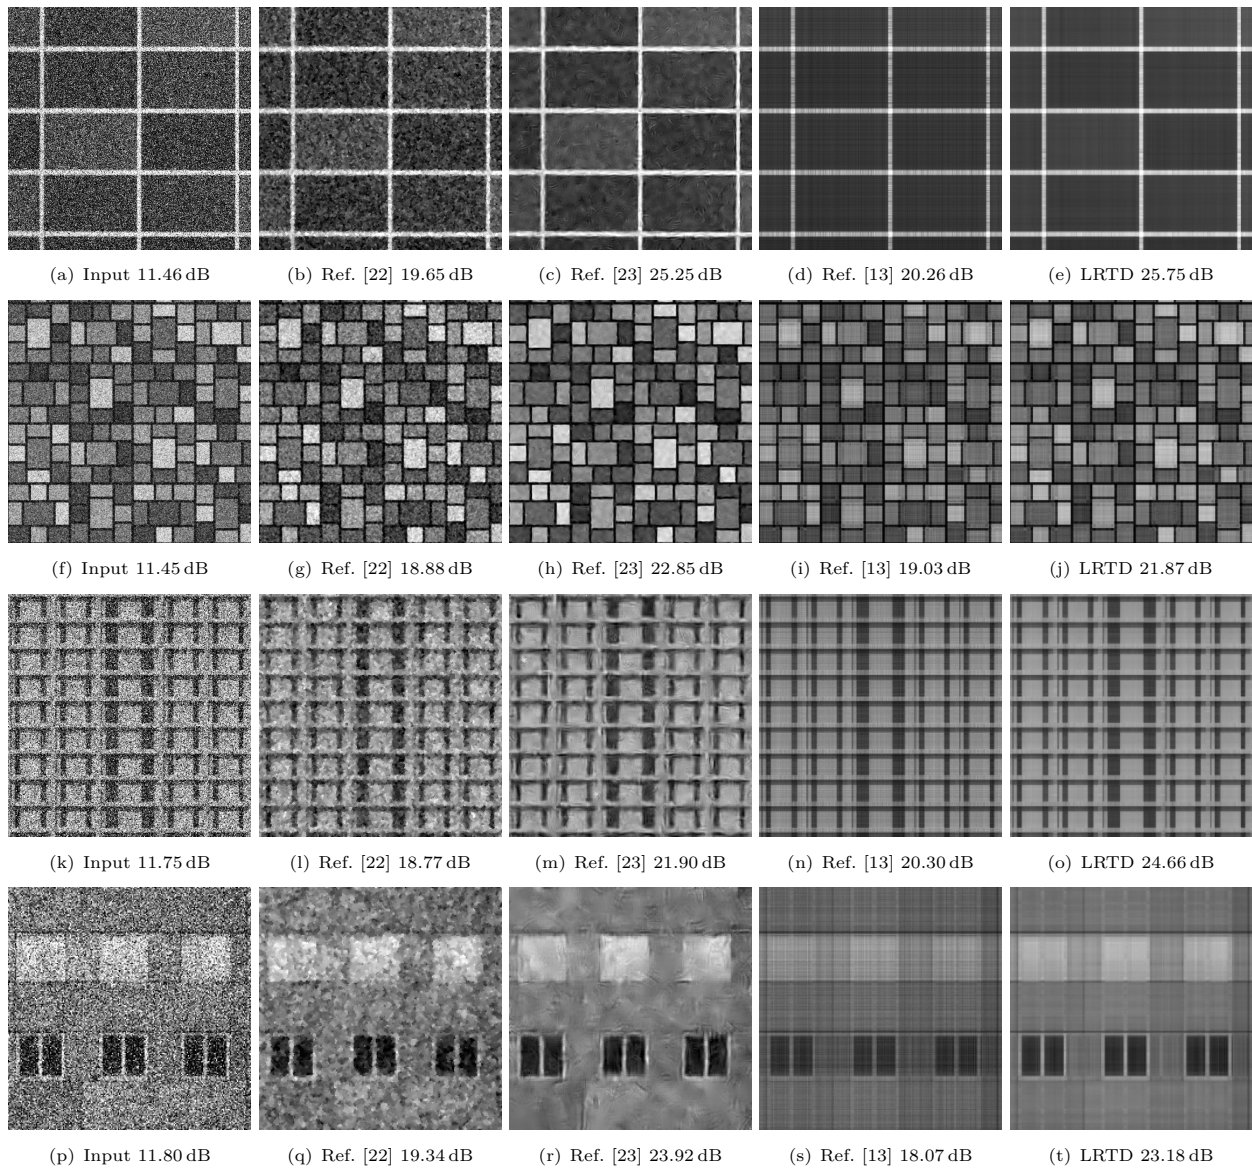 (a) Input 11.46 dB (b) Ref. [22] 19.65 dB (c) Ref. [23] 25.25 dB (d) Ref. [13] 20.26 dB (e) LRTD 25.75 dB
(f) Input 11.45 dB (g) Ref. [22] 18.88 dB (h) Ref. [23] 22.85 dB (i) Ref. [13] 19.03 dB (j) LRTD 21.87 dB
(k) Input 11.75 dB (l) Ref. [22] 18.77 dB (m) Ref. [23] 21.90 dB (n) Ref. [13] 20.30 dB (o) LRTD 24.66 dB
(p) Input 11.80 dB (q) Ref. [22] 19.34 dB (r) Ref. [23] 23.92 dB (s) Ref. [13] 18.07 dB (t) LRTD 23.18 dB